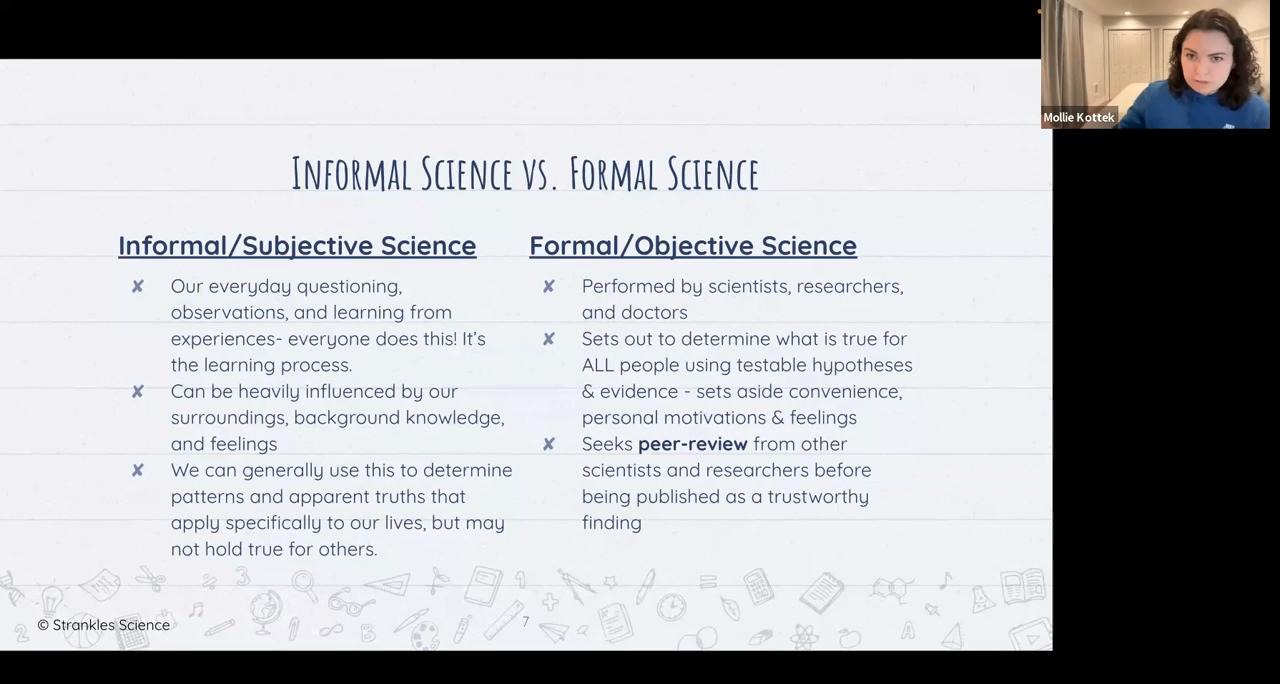 Mollie Kottek
Informal Science vs. Formal Science
Informal/Subjective Science
✘ Our everyday questioning,
observations, and learning from
experiences- everyone does this! It's
the learning process.
✘ Can be heavily influenced by our
surroundings, background knowledge,
and feelings
✘ We can generally use this to determine
patterns and apparent truths that
apply specifically to our lives, but may
not hold true for others.
Formal/Objective Science
✘ Performed by scientists, researchers,
and doctors
✘ Sets out to determine what is true for
ALL people using testable hypotheses
& evidence - sets aside convenience,
personal motivations & feelings
✘ Seeks peer-review from other
scientists and researchers before
being published as a trustworthy
finding
© Strankles Science
7